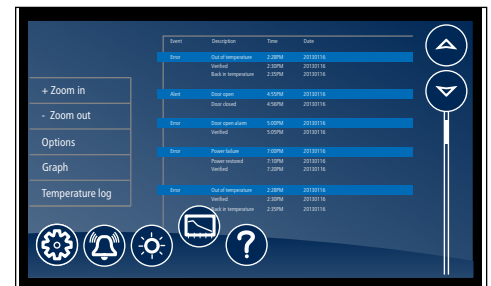 Event Description Time Date
Error Out of temperature 2:28PM 20130116
Verified 2:30PM 20130116
Back in temperature 2:35PM 20130116
Alert Door open 4:55PM 20130116
Door closed 4:56PM 20130116
Error Door open alarm 5:00PM 20130116
Verified 5:05PM 20130116
Error Power failure 7:00PM 20130116
Power restored 7:10PM 20130116
Verified 7:20PM 20130116
Error Out of temperature 2:28PM 20130116
Verified 2:30PM 20130116
Back in temperature 2:35PM 20130116
+ Zoom in
- Zoom out
Options
Graph
Temperature log
?